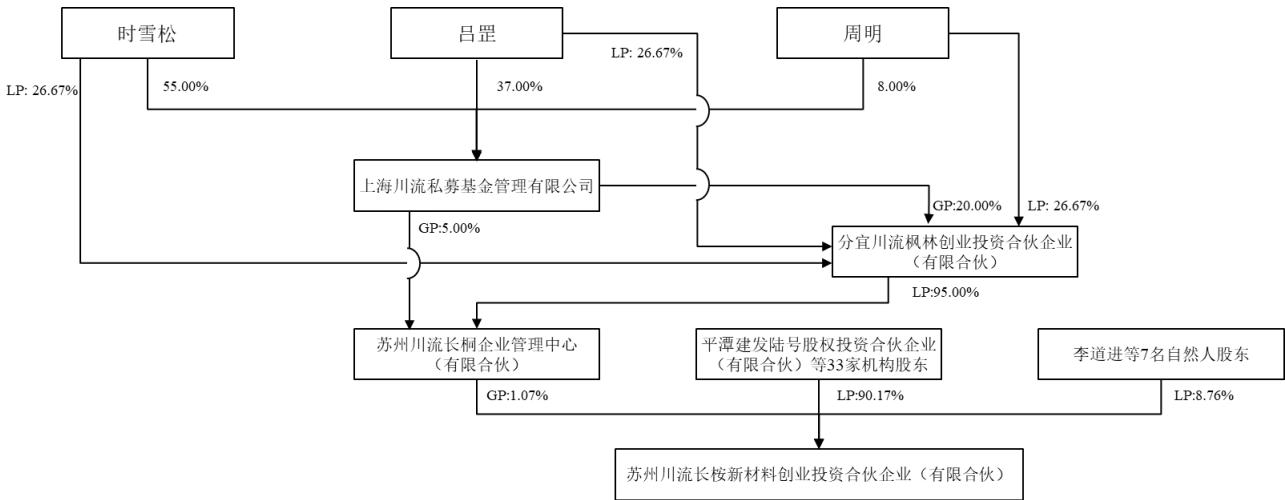 时雪松
吕罡
周明
LP: 26.67%
55.00%
37.00%
LP: 26.67%
8.00%
上海川流私募基金管理有限公司
GP:5.00%
GP:20.00%
LP: 26.67%
分宜川流枫林创业投资合伙企业
（有限合伙）
LP:95.00%
苏州川流长桐企业管理中心
（有限合伙）
平潭建发陆号股权投资合伙企业
（有限合伙）等33家机构股东
李道进等7名自然人股东
GP:1.07%
LP:90.17%
LP:8.76%
苏州川流长桉新材料创业投资合伙企业（有限合伙）